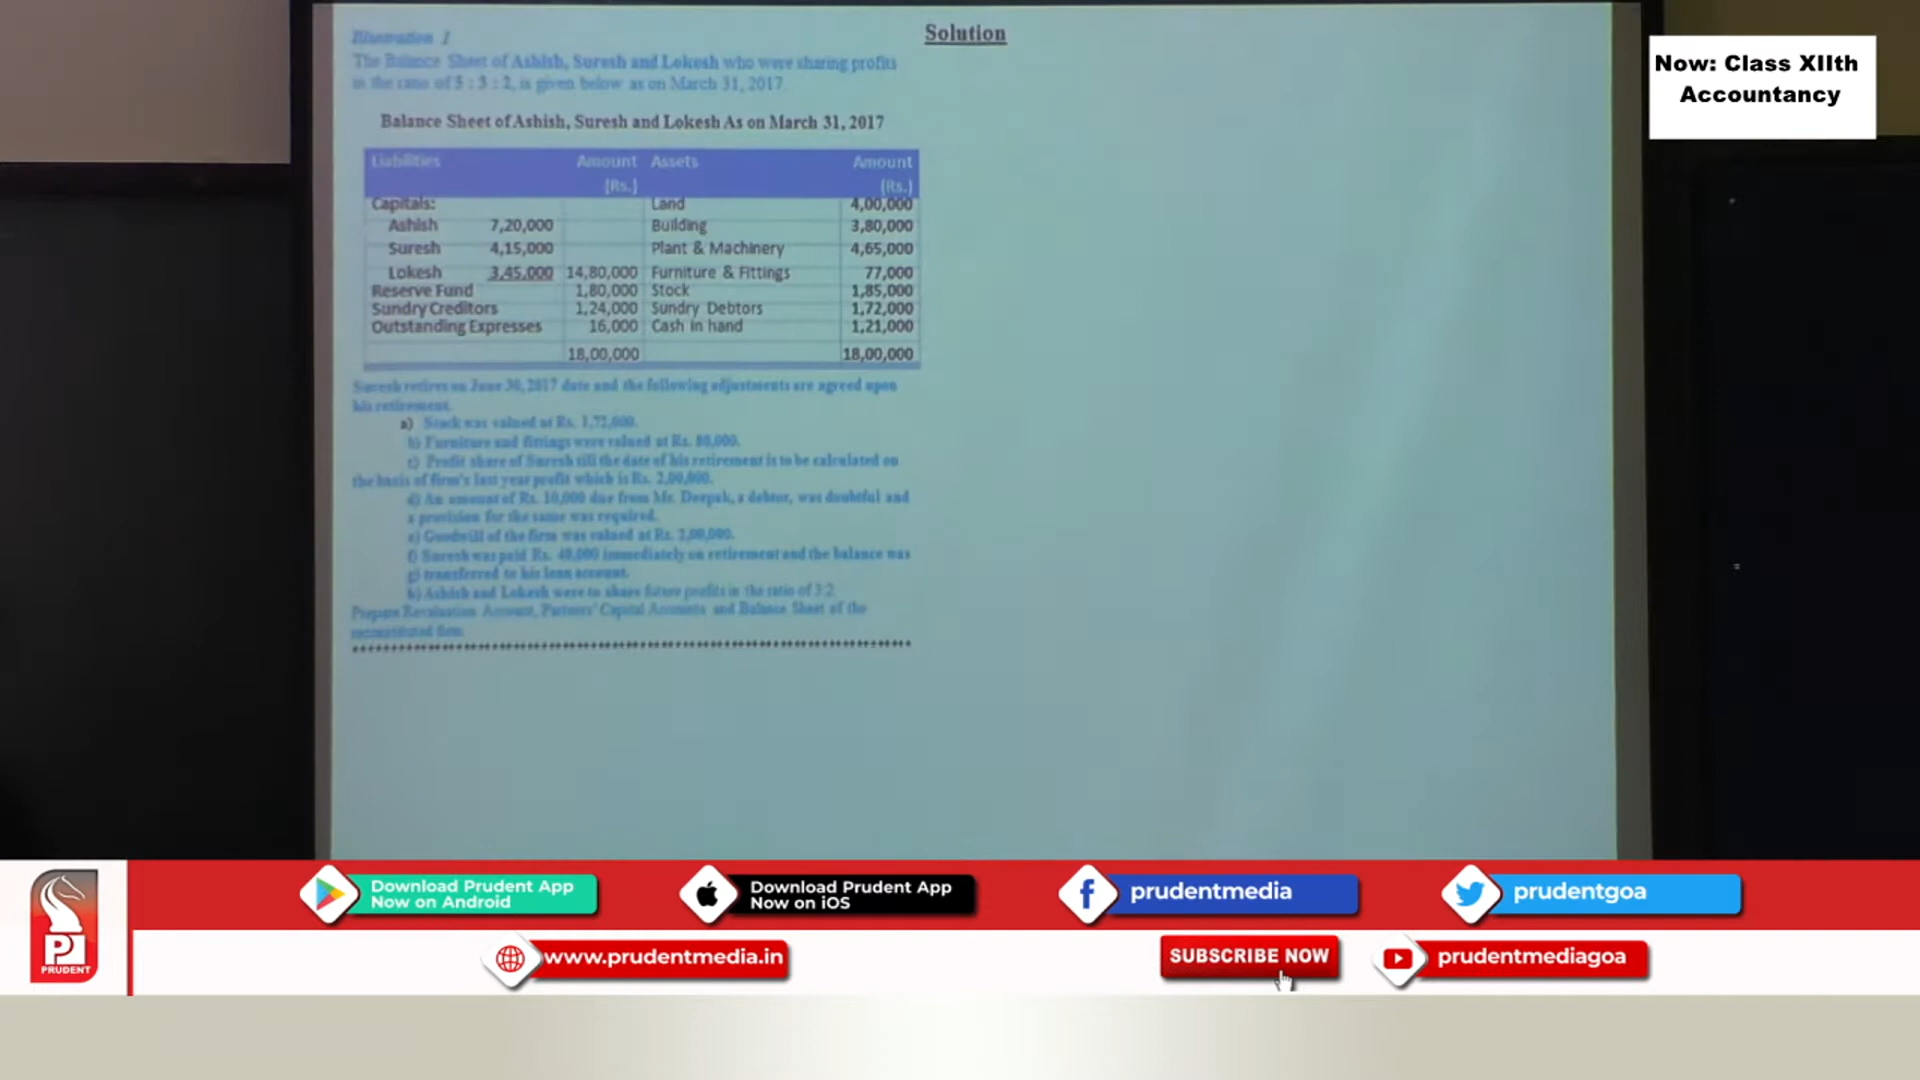 Illustration 1
The Balance Sheet of Ashish, Suresh and Lokesh who were sharing profits
in the ratio of 5 : 3 : 2, is given below as on March 31, 2017.
Balance Sheet of Ashish, Suresh and Lokesh As on March 31, 2017
Liabilities Amount (Rs.) Assets Amount (Rs.)
Capitals: Land 4,00,000
Ashish 7,20,000 Building 3,80,000
Suresh 4,15,000 Plant & Machinery 4,65,000
Lokesh 3,45,000 14,80,000 Furniture & Fittings 77,000
Reserve Fund 1,80,000 Stock 1,85,000
Sundry Creditors 1,24,000 Sundry Debtors 1,72,000
Outstanding Expresses 16,000 Cash in hand 1,21,000
18,00,000 18,00,000
Suresh retires on June 30, 2017 date and the following adjustments are agreed upon
his retirement.
a) Stock was valued at Rs. 1,72,000.
b) Furniture and fittings were valued at Rs. 80,000.
c) Profit share of Suresh till the date of his retirement is to be calculated on
the basis of firm's last year profit which is Rs. 2,00,000.
d) An amount of Rs. 10,000 due from Mr. Deepak, a debtor, was doubtful and
a provision for the same was required.
e) Goodwill of the firm was valued at Rs. 2,00,000.
f) Suresh was paid Rs. 40,000 immediately on retirement and the balance was
g) transferred to his loan account.
h) Ashish and Lokesh were to share future profits in the ratio of 3:2.
Prepare Revaluation Account, Partners' Capital Accounts and Balance Sheet of the
reconstituted firm.
Solution
Now: Class XIIth
Accountancy
Download Prudent App
Now on Android
Download Prudent App
Now on iOS
prudentmedia
prudentgoa
PRUDENT
www.prudentmedia.in
SUBSCRIBE NOW
prudentmediagoa